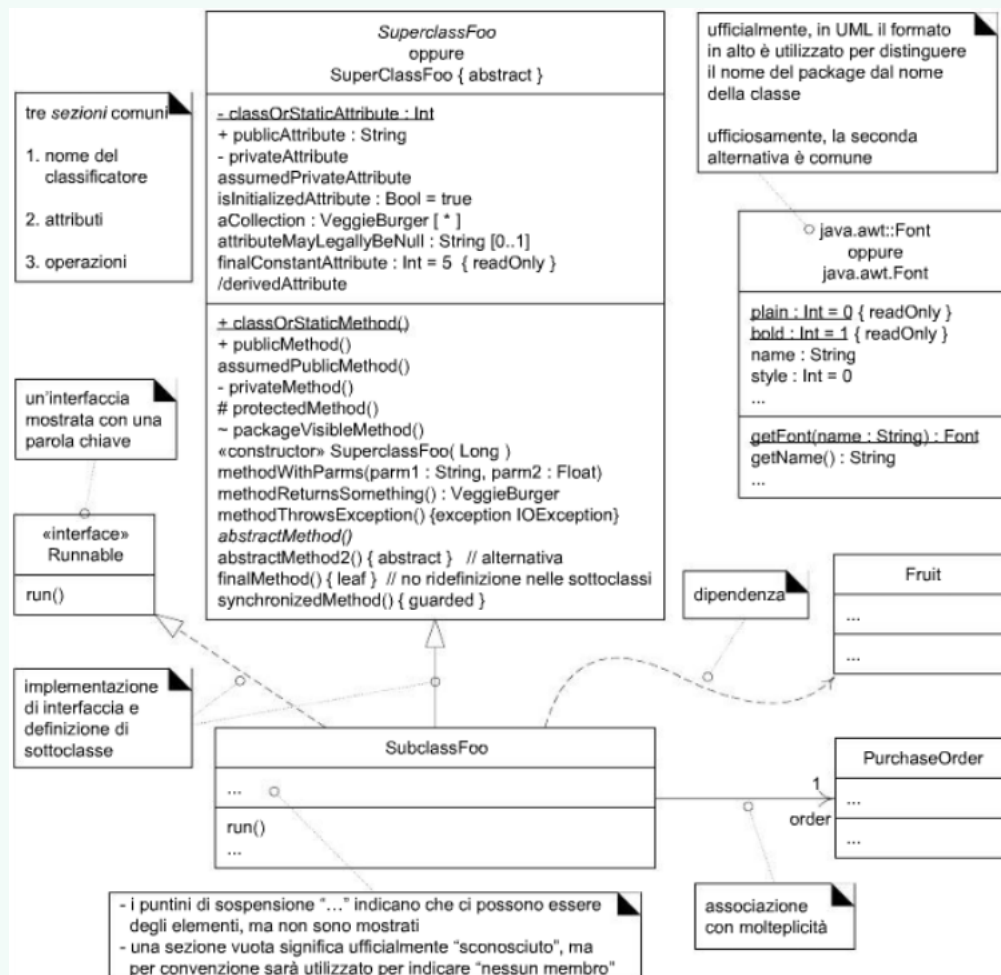 SuperclassFoo
oppure
SuperClassFoo { abstract }
- classOrStaticAttribute : Int
+ publicAttribute : String
- privateAttribute
assumedPrivateAttribute
isInitializedAttribute : Bool = true
aCollection : VeggieBurger [ * ]
attributeMayLegallyBeNull : String [0..1]
finalConstantAttribute : Int = 5 { readOnly }
/derivedAttribute
+ classOrStaticMethod()
+ publicMethod()
assumedPublicMethod()
- privateMethod()
# protectedMethod()
~ packageVisibleMethod()
«constructor» SuperclassFoo( Long )
methodWithParms(parm1 : String, parm2 : Float)
methodReturnsSomething() : VeggieBurger
methodThrowsException() {exception IOException}
abstractMethod()
abstractMethod2() { abstract } // alternativa
finalMethod() { leaf } // no ridefinizione nelle sottoclassi
synchronizedMethod() { guarded }
tre sezioni comuni
1. nome del
classificatore
2. attributi
3. operazioni
ufficialmente, in UML il formato
in alto è utilizzato per distinguere
il nome del package dal nome
della classe
ufficiosamente, la seconda
alternativa è comune
java.awt::Font
oppure
java.awt.Font
plain : Int = 0 { readOnly }
bold : Int = 1 { readOnly }
name : String
style : Int = 0
...
getFont(name : String) : Font
getName() : String
...
un'interfaccia
mostrata con una
parola chiave
«interface»
Runnable
run()
dipendenza
Fruit
...
...
implementazione
di interfaccia e
definizione di
sottoclasse
SubclassFoo
...
run()
...
1
order
PurchaseOrder
...
...
associazione
con molteplicità
- i puntini di sospensione “...” indicano che ci possono essere
degli elementi, ma non sono mostrati
- una sezione vuota significa ufficialmente “sconosciuto”, ma
per convenzione sarà utilizzato per indicare “nessun membro”